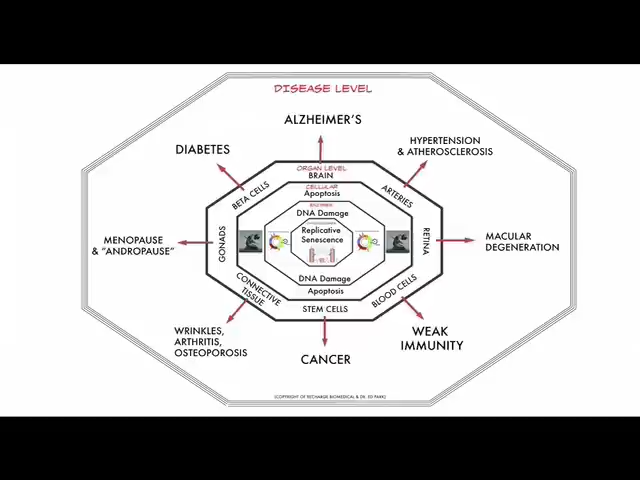 DISEASE LEVEL
ALZHEIMER'S
DIABETES
HYPERTENSION
& ATHEROSCLEROSIS
ORGAN LEVEL
BRAIN
BETA CELLS
CELLULAR
Apoptosis
ARTERIES
DNA Damage
Replicative
Senescence
GONADS
RETINA
MENOPAUSE
& "ANDROPAUSE"
MACULAR
DEGENERATION
DNA Damage
Apoptosis
CONNECTIVE
TISSUE
STEM CELLS
BLOOD CELLS
WRINKLES,
ARTHRITIS,
OSTEOPOROSIS
CANCER
WEAK
IMMUNITY
[COPYRIGHT OF RECHARGE BIOMEDICAL & DR. ED PARK]